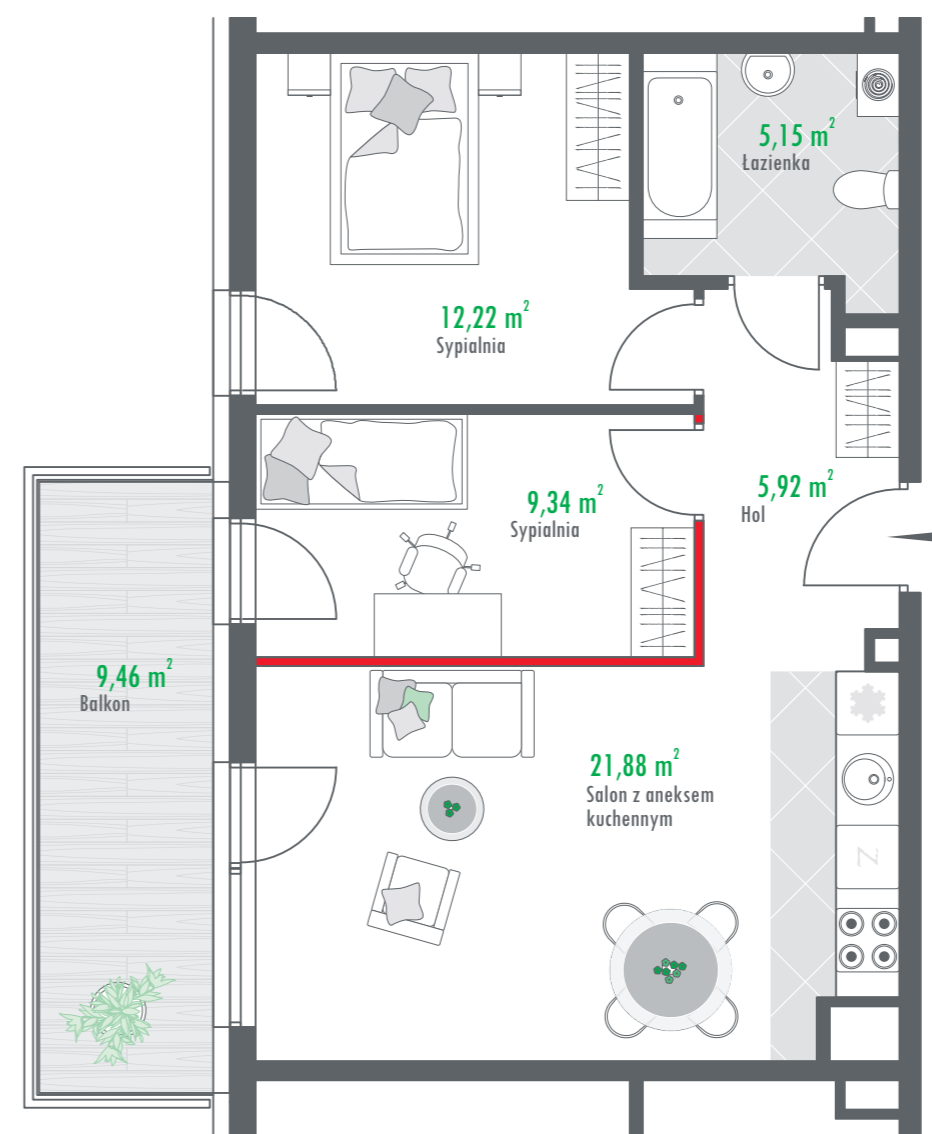 5,15 m²
Łazienka
12,22 m²
Sypialnia
9,34 m²
Sypialnia
5,92 m²
Hol
9,46 m²
Balkon
21,88 m²
Salon z aneksem
kuchennym
Z